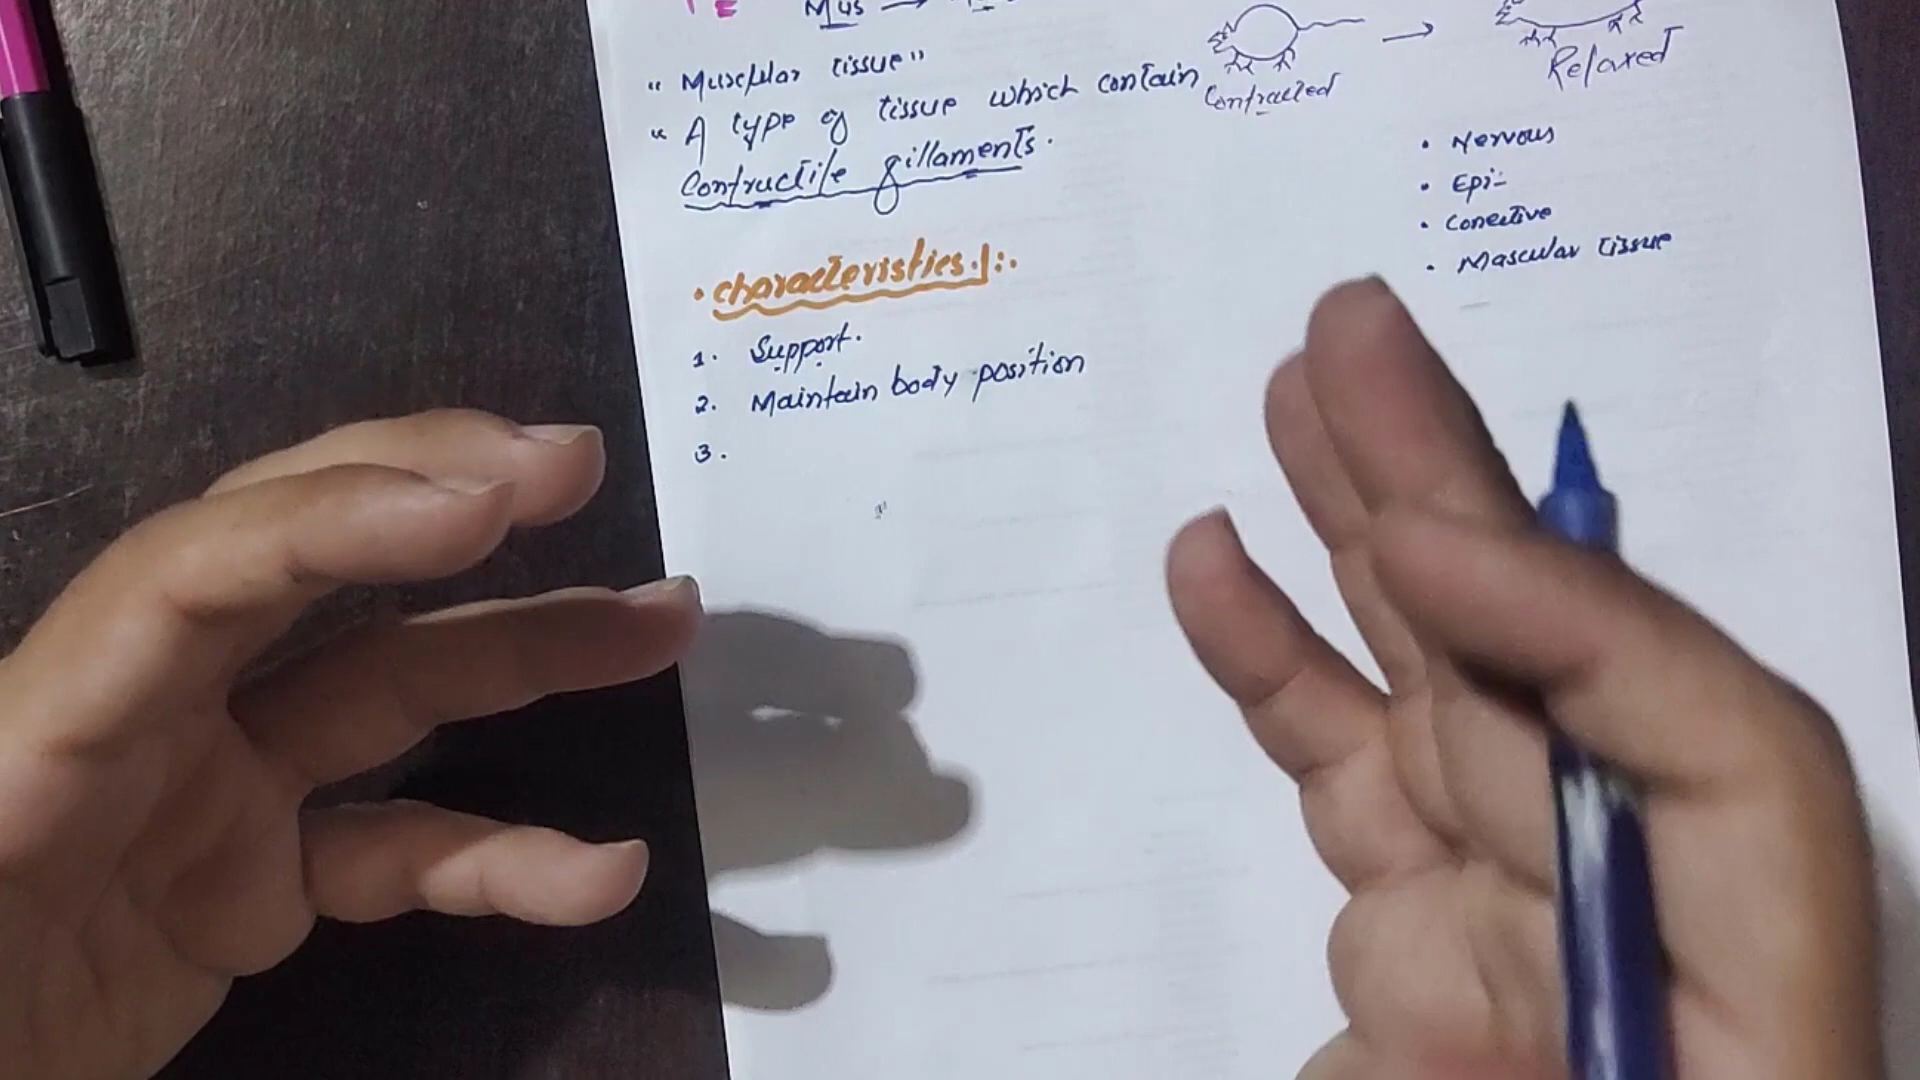 Mus →
Contracted
→
Relaxed
" Muscular tissue"
" A type of tissue which contain
Contructile fillaments.
• Nervous
• Epi-
• Conective
• Mascular tissue
• characteristics:
1. Support.
2. Maintain body position
3.